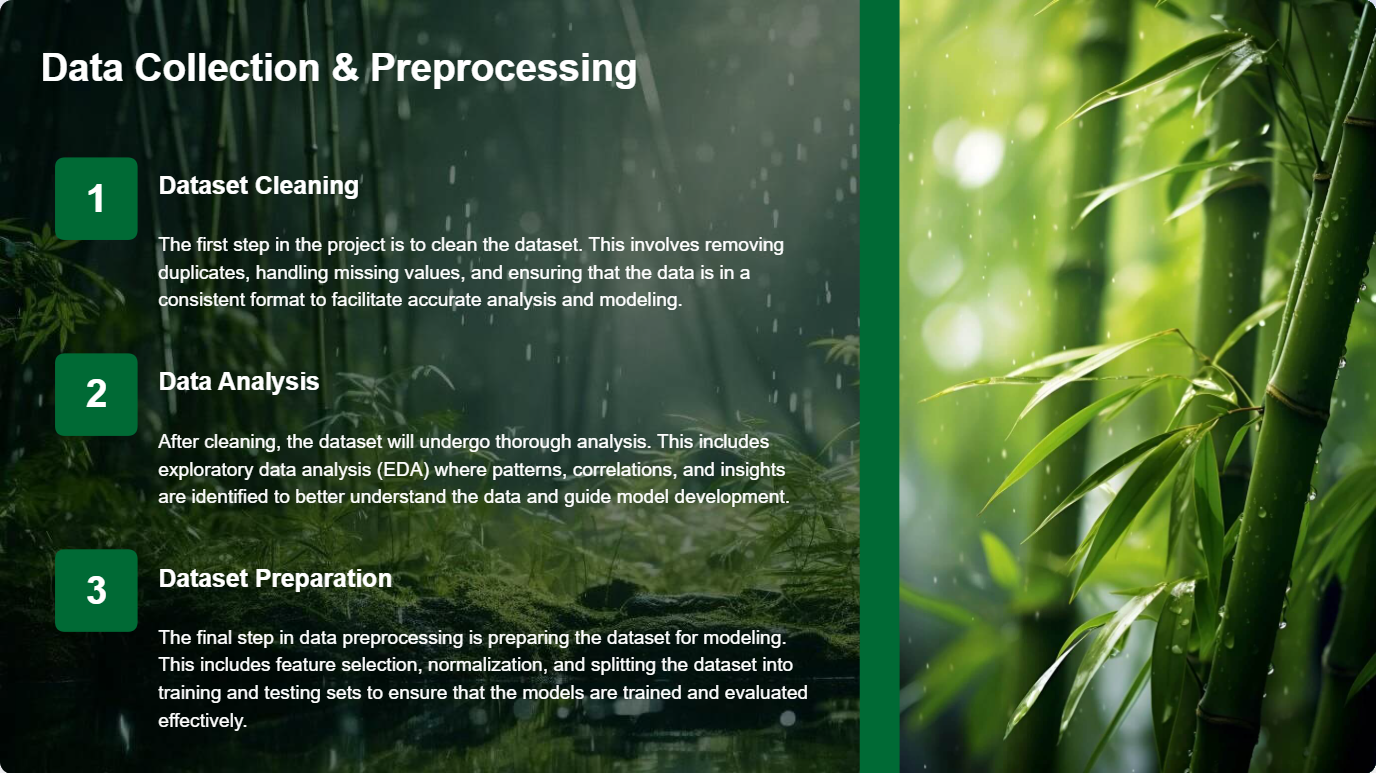 Data Collection & Preprocessing
1
Dataset Cleaning
The first step in the project is to clean the dataset. This involves removing
duplicates, handling missing values, and ensuring that the data is in a
consistent format to facilitate accurate analysis and modeling.
2
Data Analysis
After cleaning, the dataset will undergo thorough analysis. This includes
exploratory data analysis (EDA) where patterns, correlations, and insights
are identified to better understand the data and guide model development.
3
Dataset Preparation
The final step in data preprocessing is preparing the dataset for modeling.
This includes feature selection, normalization, and splitting the dataset into
training and testing sets to ensure that the models are trained and evaluated
effectively.